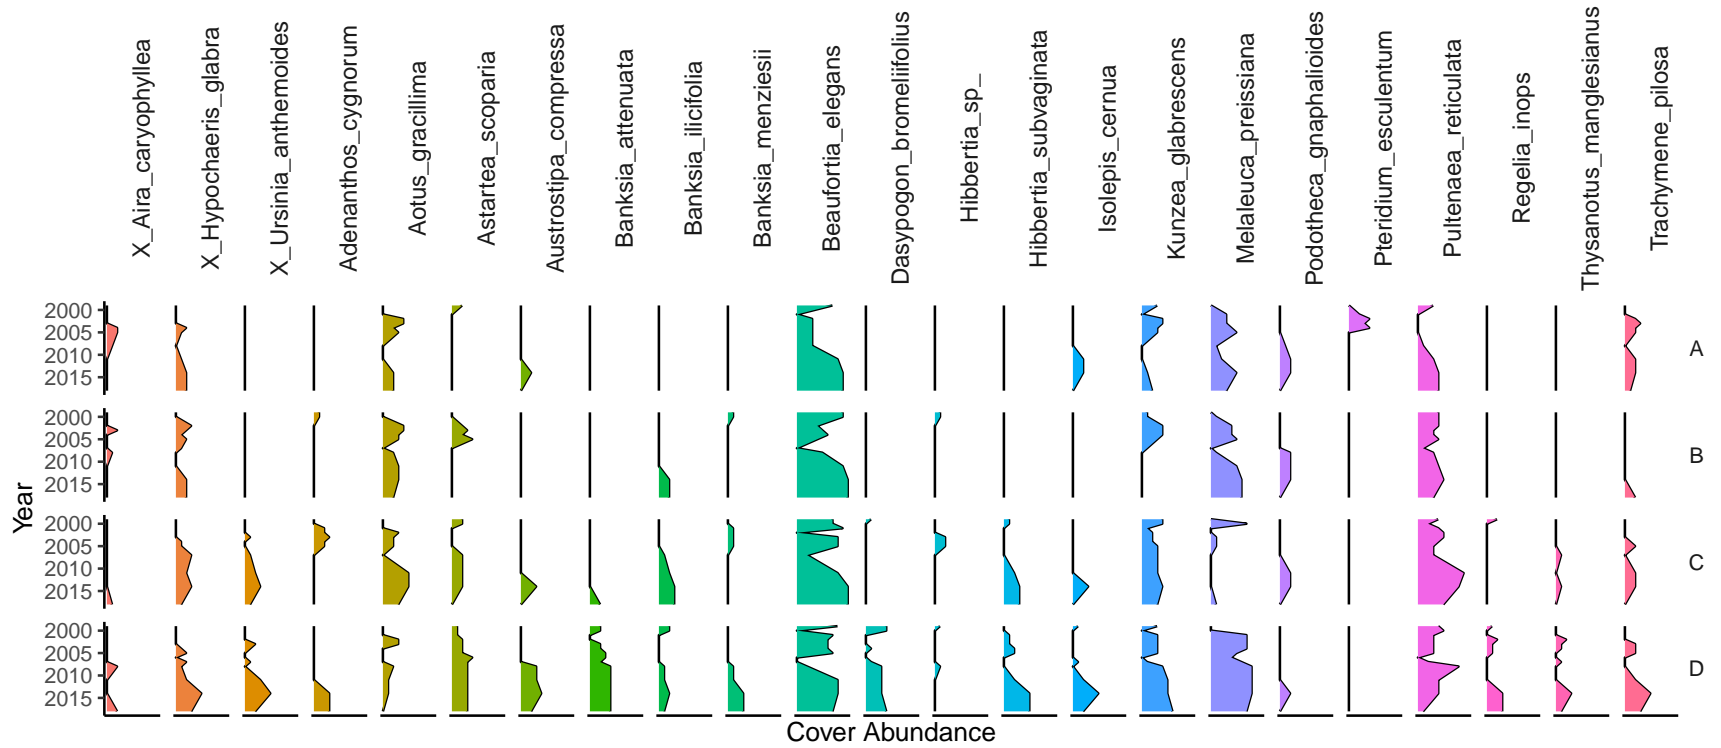 X_Aira_caryophyllea
X_Hypochaeris_glabra
X_Ursinia_anthemoides
Adenanthos_cygnorum
Aotus_gracillima
Astartea_scoparia
Austrostipa_compressa
Banksia_attenuata
Banksia_ilicifolia
Banksia_menziesii
Beaufortia_elegans
Dasypogon_bromeliifolius
Hibbertia_sp_
Hibbertia_subvaginata
Isolepis_cernua
Kunzea_glabrescens
Melaleuca_preissiana
Podotheca_gnaphalioides
Pteridium_esculentum
Pultenaea_reticulata
Regelia_inops
Thysanotus_manglesianus
Trachymene_pilosa
Year
2000
2005
2010
2015
A
2000
2005
2010
2015
B
2000
2005
2010
2015
C
2000
2005
2010
2015
D
Cover Abundance